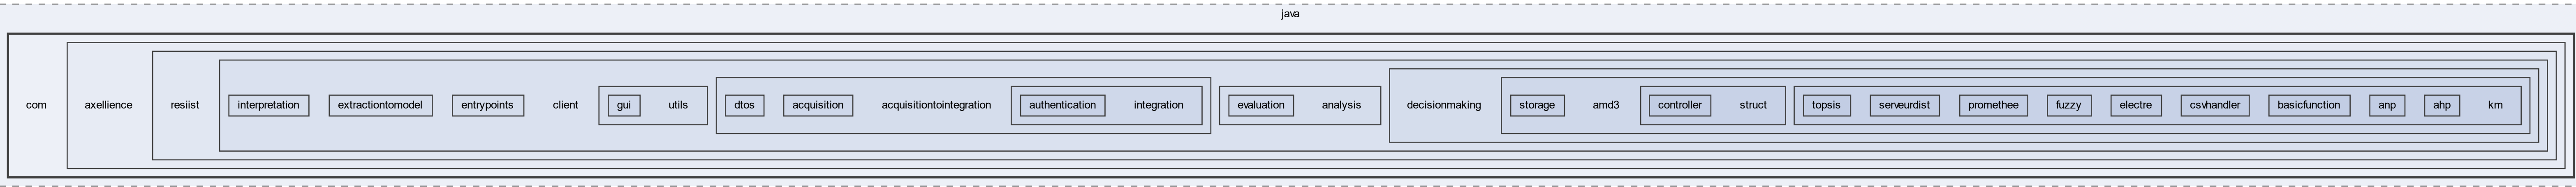 java
com axellience resiist interpretation extractiontomodel entrypoints client gui utils dtos acquisition acquisitiontointegration authentication integration evaluation analysis decisionmaking storage amd3 controller struct topsis serveurdist promethee fuzzy electre csvhandler basicfunction anp ahp km